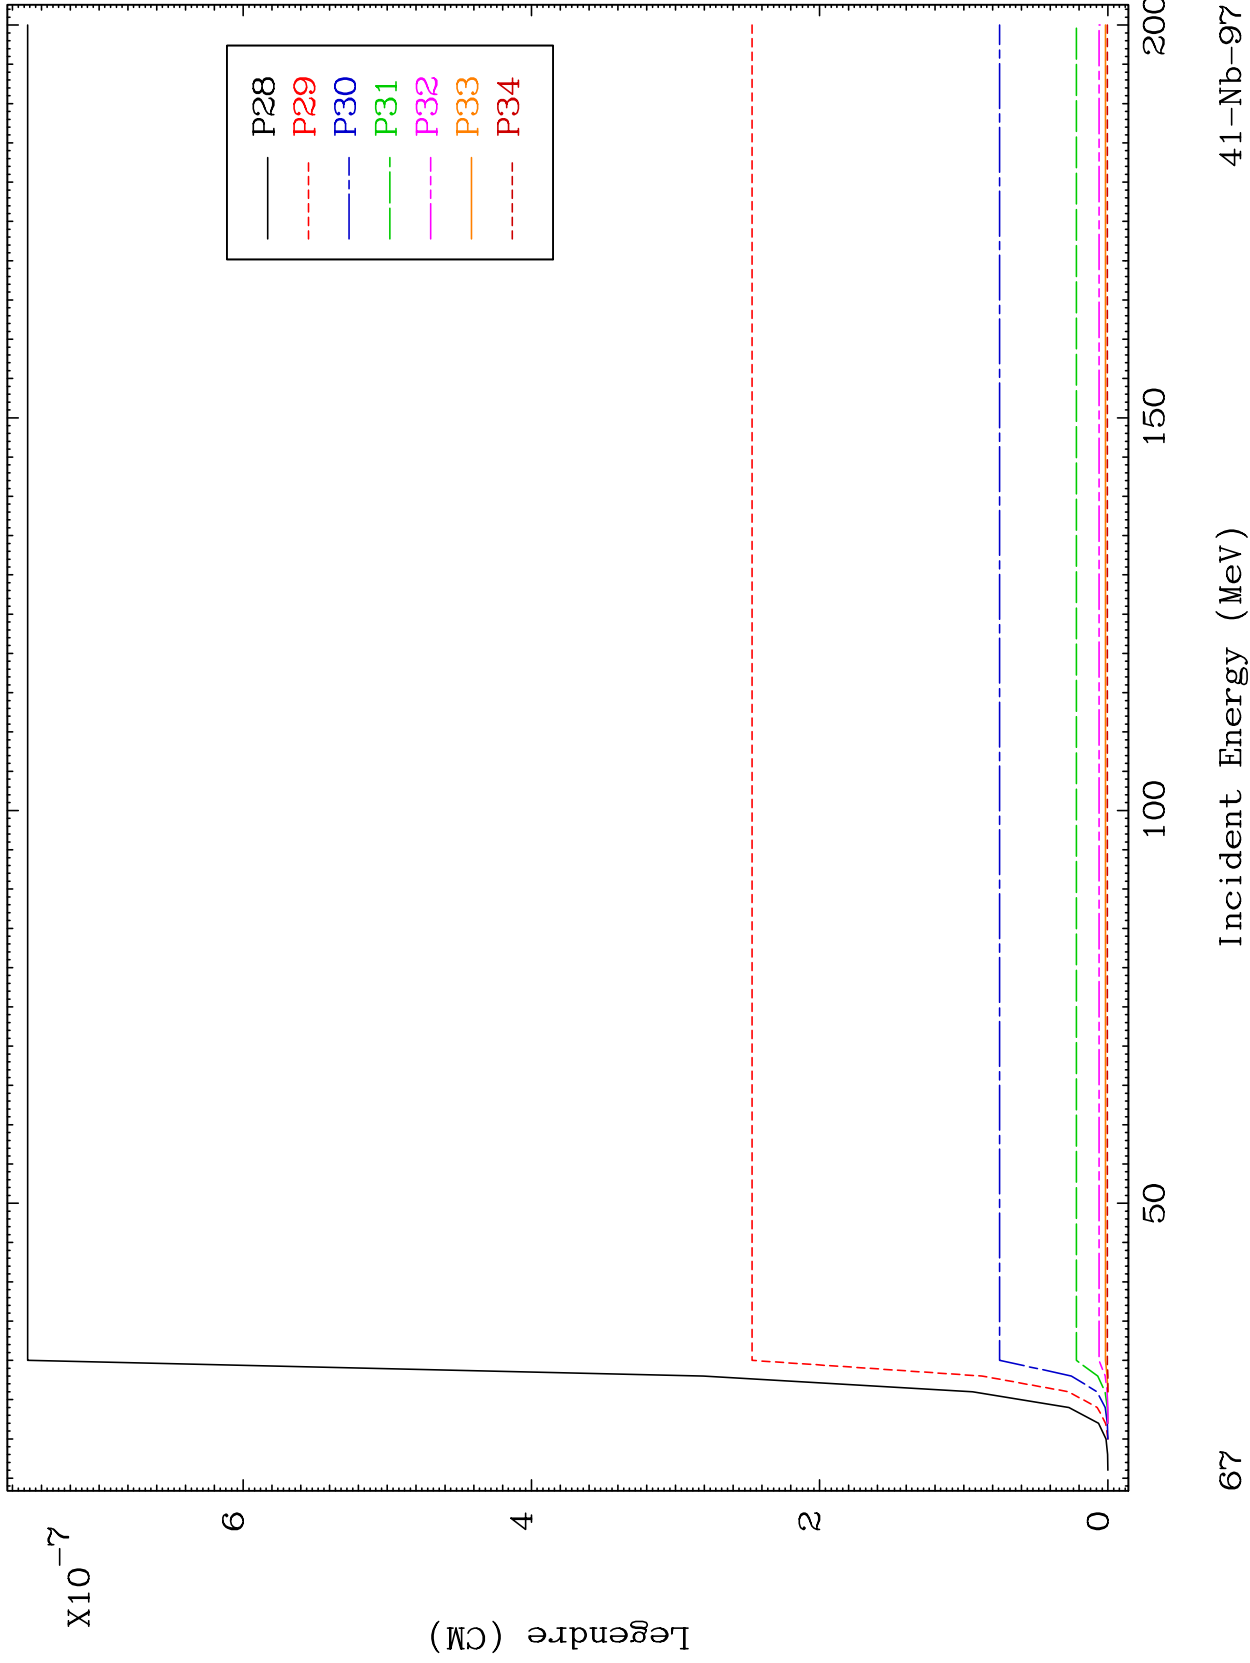 X10
-7
6
4
2
0
Legendre (CM)
P28
P29
P30
P31
P32
P33
P34
50
100
150
200
67
Incident Energy (MeV)
41-Nb-97